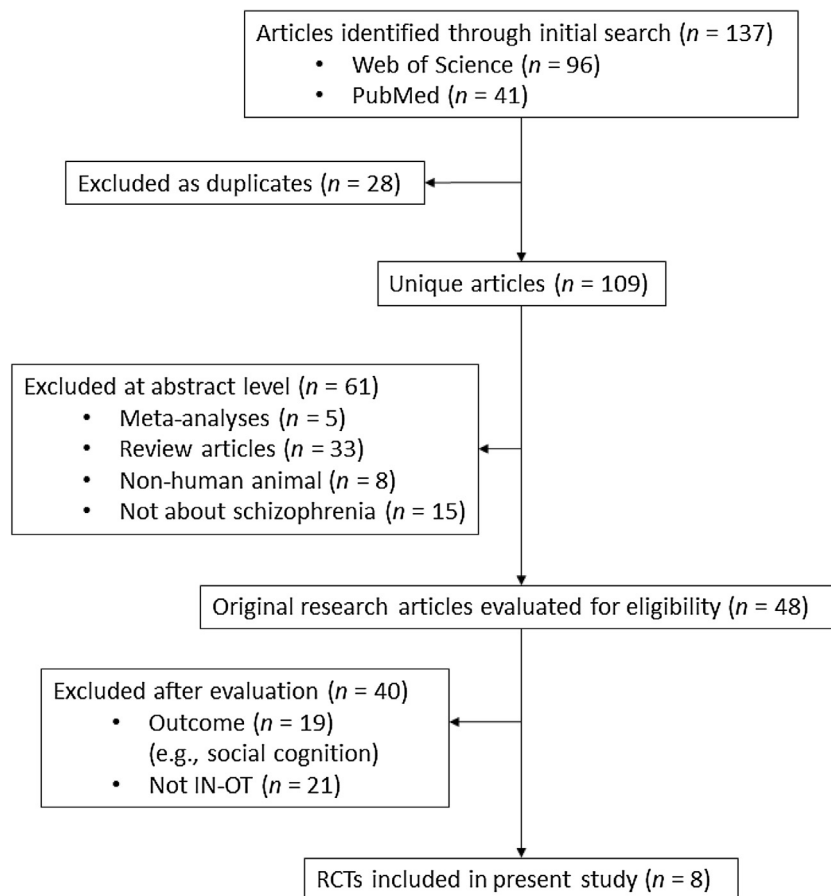 Articles identified through initial search (n = 137)
• Web of Science (n = 96)
• PubMed (n = 41)
Excluded as duplicates (n = 28)
Unique articles (n = 109)
Excluded at abstract level (n = 61)
• Meta-analyses (n = 5)
• Review articles (n = 33)
• Non-human animal (n = 8)
• Not about schizophrenia (n = 15)
Original research articles evaluated for eligibility (n = 48)
Excluded after evaluation (n = 40)
• Outcome (n = 19)
(e.g., social cognition)
• Not IN-OT (n = 21)
RCTs included in present study (n = 8)